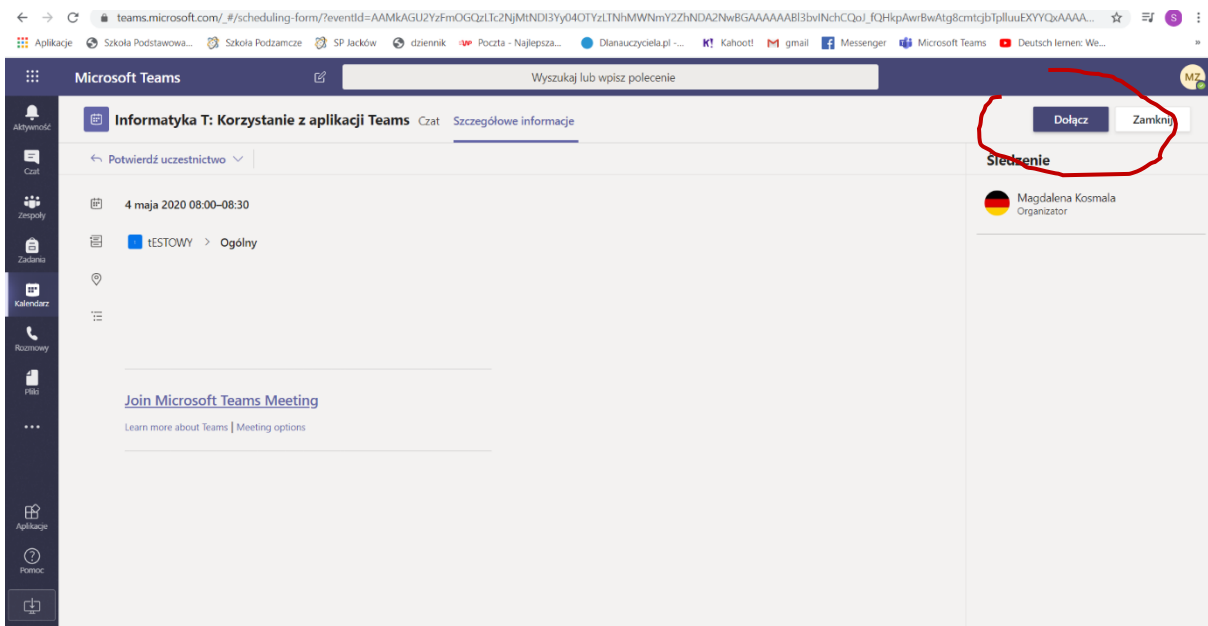 teams.microsoft.com/_#/scheduling-form/?eventId=AAMkAGU2YzFmOGQzLTc2NjMtNDI3Yy04OTYzLTNhMWNmY2ZhNDA2NwBGAAAAAABl3bvINchCQoJ_fQHkpAwrBwAtg8cmtcjbTplluuEXYYQxAAAA...
Aplikacje Szkoła Podstawowa... Szkoła Podzamcze SP Jacków dziennik Poczta - Najlepsza... Dlanauczyciela.pl -... Kahoot! gmail Messenger Microsoft Teams Deutsch lernen: We... »
Microsoft Teams Wyszukaj lub wpisz polecenie MZ
Aktywność
Informatyka T: Korzystanie z aplikacji Teams Czat Szczegółowe informacje Dołącz Zamknij
Czat
Potwierdź uczestnictwo Śledzenie
Zespoły
4 maja 2020 08:00–08:30 Magdalena Kosmala
Organizator
Zadania
tESTOWY > Ogólny
Kalendarz
Rozmowy
Pliki
Join Microsoft Teams Meeting
Learn more about Teams | Meeting options
Aplikacje
Pomoc